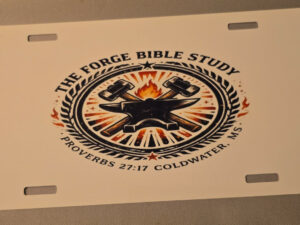 THE FORGE BIBLE STUDY
PROVERBS 27:17 COLDWATER, MS.